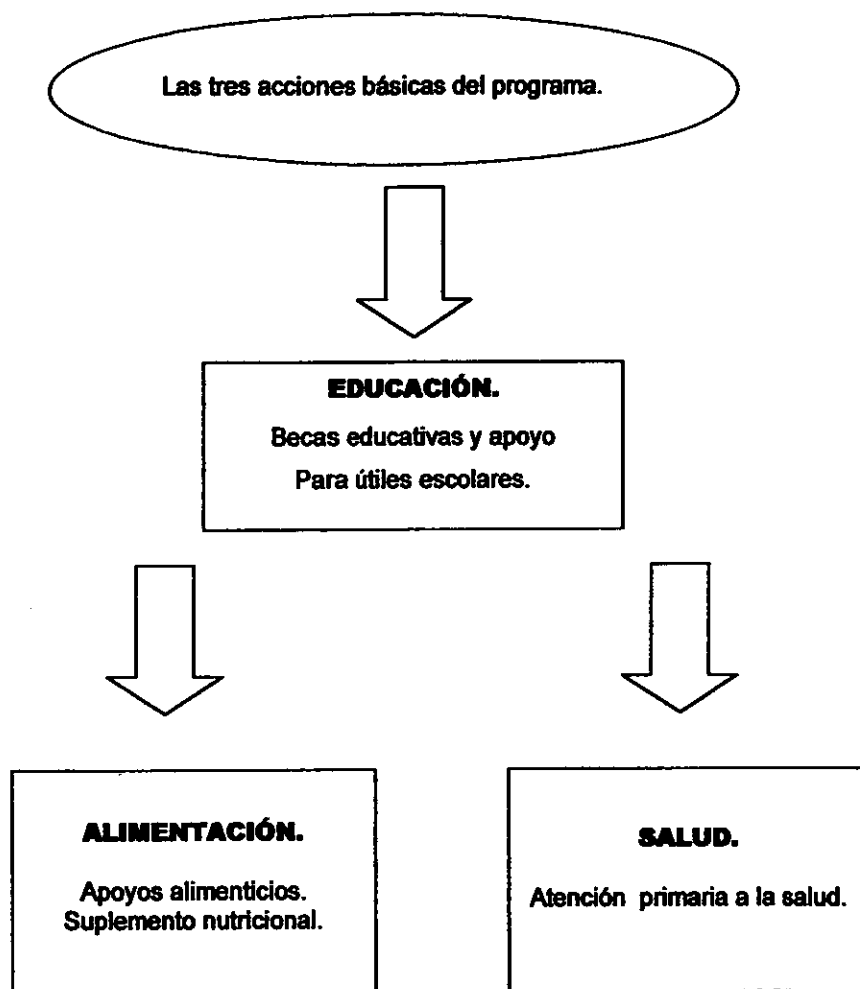 Las tres acciones básicas del programa.
EDUCACIÓN.
Becas educativas y apoyo
Para útiles escolares.
ALIMENTACIÓN.
Apoyos alimenticios.
Suplemento nutricional.
SALUD.
Atención primaria a la salud.